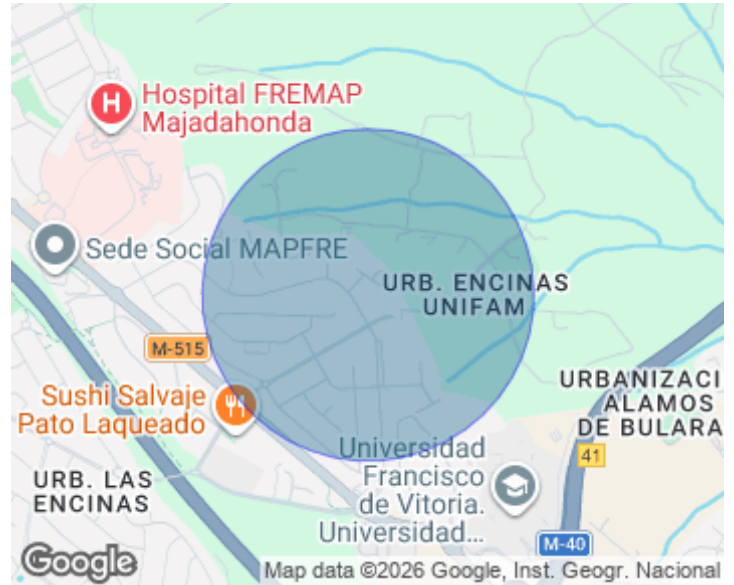 H
Hospital FREMAP
Majadahonda
Sede Social MAPFRE
URB. ENCINAS
UNIFAM
M-515
Sushi Salvaje
Pato Laqueado
URBANIZACI
ALAMOS
DE BULARA
41
Universidad
Francisco
de Vitoria.
Universidad...
URB. LAS
ENCINAS
M-40
Google
Map data ©2026 Google, Inst. Geogr. Nacional